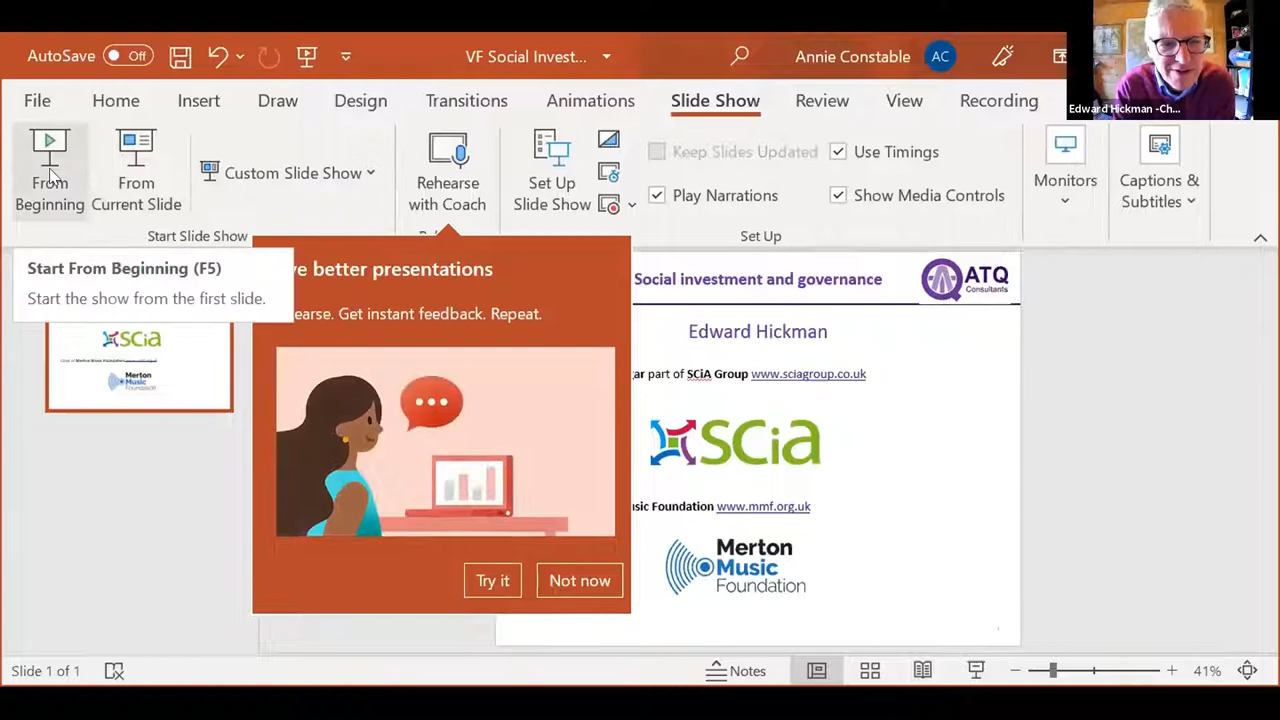 AutoSave Off
VF Social Invest...
Annie Constable AC
Edward Hickman -Ch...
File Home Insert Draw Design Transitions Animations Slide Show Review View Recording
From Beginning
From Current Slide
Custom Slide Show
Rehearse with Coach
Set Up Slide Show
Keep Slides Updated
Use Timings
Play Narrations
Show Media Controls
Monitors
Captions & Subtitles
Start Slide Show
Set Up
Start From Beginning (F5)
Start the show from the first slide.
ve better presentations
earse. Get instant feedback. Repeat.
Try it
Not now
SCiA
Merton
Music
Foundation
Social investment and governance
ATQ
Consultants
Edward Hickman
part of SCiA Group www.sciagroup.co.uk
SCiA
Music Foundation www.mmf.org.uk
Merton
Music
Foundation
Slide 1 of 1
Notes
41%